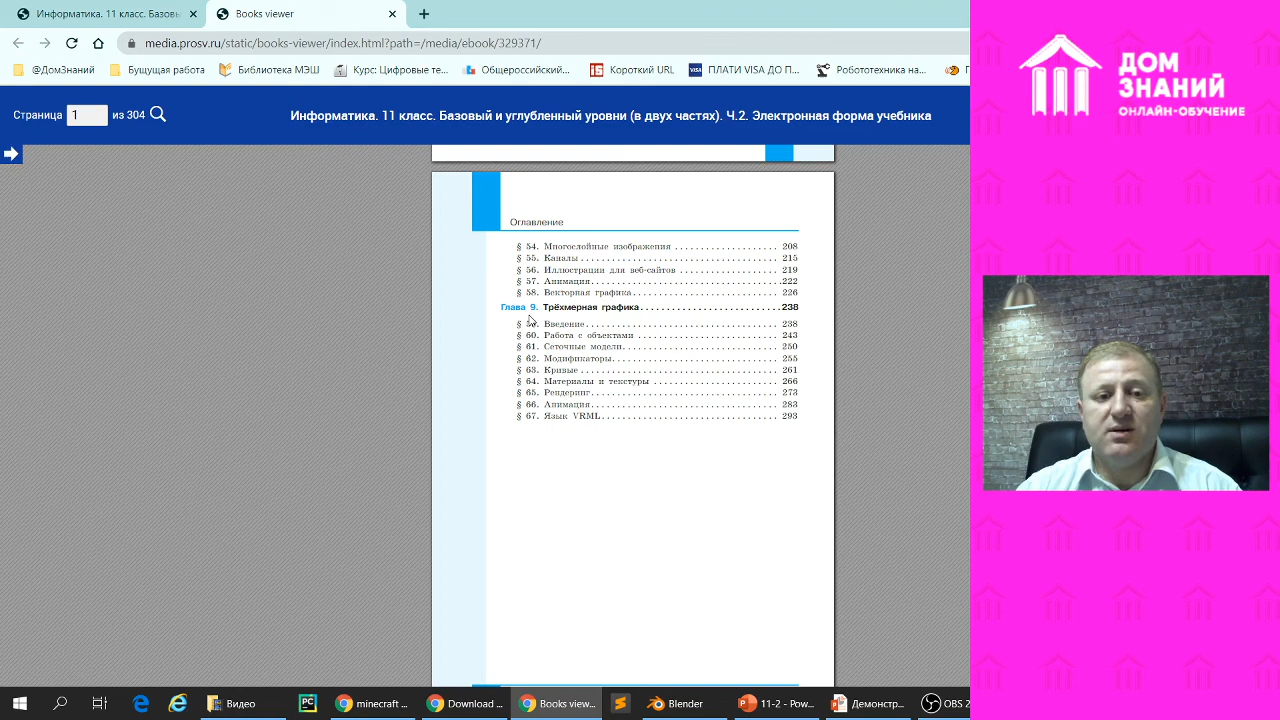 Інформатика. 11 класс. Базовы
Books viewer
media.prosv.ru/static/books-viewer/index.html?path=/media/ebook/329371/
@ДомЗнаний
Бущущая работа
Библиотека МЭШ
Курс: Цифровые те...
Общероссийский...
Короткий URL
VISA
ПЛАТИ VISA ДО П...
Робототехника на...
Страница 1 из 304
Информатика. 11 класс. Базовый и углубленный уровни (в двух частях). Ч.2. Электронная форма учебника
Оглавление
§ 54. Многослойные изображения . . . . . . . . . . . . . . . . . . . . 208
§ 55. Каналы . . . . . . . . . . . . . . . . . . . . . . . . . . . . . . . . . . 215
§ 56. Иллюстрации для веб-сайтов . . . . . . . . . . . . . . . . . . . 219
§ 57. Анимация . . . . . . . . . . . . . . . . . . . . . . . . . . . . . . . . 222
§ 58. Векторная графика . . . . . . . . . . . . . . . . . . . . . . . . . . 226
Глава 9. Трёхмерная графика . . . . . . . . . . . . . . . . . . . . . . . . . 238
§ 59. Введение . . . . . . . . . . . . . . . . . . . . . . . . . . . . . . . . . 238
§ 60. Работа с объектами . . . . . . . . . . . . . . . . . . . . . . . . . 243
§ 61. Сеточные модели . . . . . . . . . . . . . . . . . . . . . . . . . . . 250
§ 62. Модификаторы . . . . . . . . . . . . . . . . . . . . . . . . . . . . . 255
§ 63. Кривые . . . . . . . . . . . . . . . . . . . . . . . . . . . . . . . . . . 261
§ 64. Материалы и текстуры . . . . . . . . . . . . . . . . . . . . . . . 266
§ 65. Рендеринг . . . . . . . . . . . . . . . . . . . . . . . . . . . . . . . . 273
§ 66. Анимация . . . . . . . . . . . . . . . . . . . . . . . . . . . . . . . . 283
§ 67. Язык VRML . . . . . . . . . . . . . . . . . . . . . . . . . . . . . . . 293
ДОМ
ЗНАНИЙ
ОНЛАЙН-ОБУЧЕНИЕ
Видео
PC
minecraft ...
Download ...
Books view...
Blender
11-2 - Pow...
Демонстр...
OBS 2